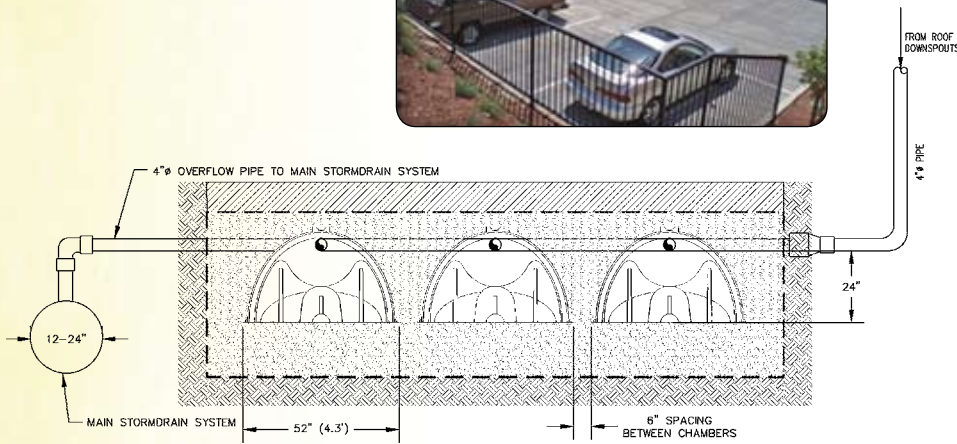 FROM ROOF
DOWNSPOUTS
4"ø PIPE
4"ø OVERFLOW PIPE TO MAIN STORMDRAIN SYSTEM
24"
12-24"
MAIN STORMDRAIN SYSTEM
52" (4.3')
6" SPACING
BETWEEN CHAMBERS